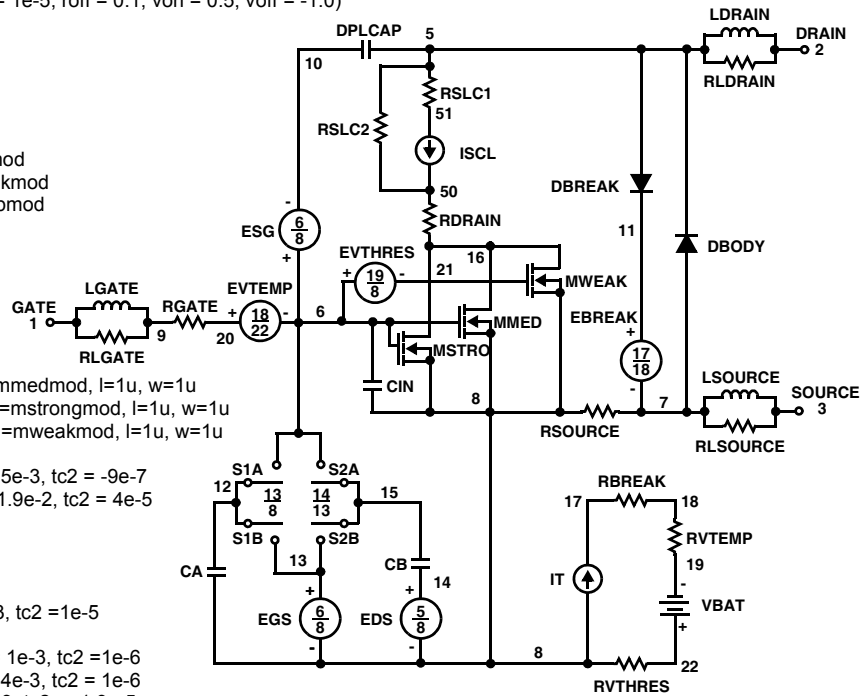 = 1e-5, roff = 0.1, von = 0.5, voff = -1.0)
LDRAIN
DPLCAP 5 DRAIN
10 2
RLDRAIN
RSLC1
51
RSLC2
ISCL
50
DBREAK
RDRAIN
ESG 6 8
11
DBODY
EVTHRES
16
19 8
21
MWEAK
LGATE
EVTEMP
GATE
1
RGATE
18 22
6
MMED
EBREAK
9
20
MSTRO
17 18
RLGATE
LSOURCE
CIN
8
7
SOURCE
3
RSOURCE
RLSOURCE
mod
kmod
omod
mmedmod, l=1u, w=1u
=mstrongmod, l=1u, w=1u
=mweakmod, l=1u, w=1u
5e-3, tc2 = -9e-7
1.9e-2, tc2 = 4e-5
S1A
S2A
12
13 8
14 13
15
S1B
S2B
13
CA
CB
14
EGS 6 8
EDS 5 8
RBREAK
17
18
RVTEMP
IT
19
VBAT
8
22
RVTHRES
3, tc2 =1e-5
1e-3, tc2 =1e-6
4e-3, tc2 = 1e-6
+
-